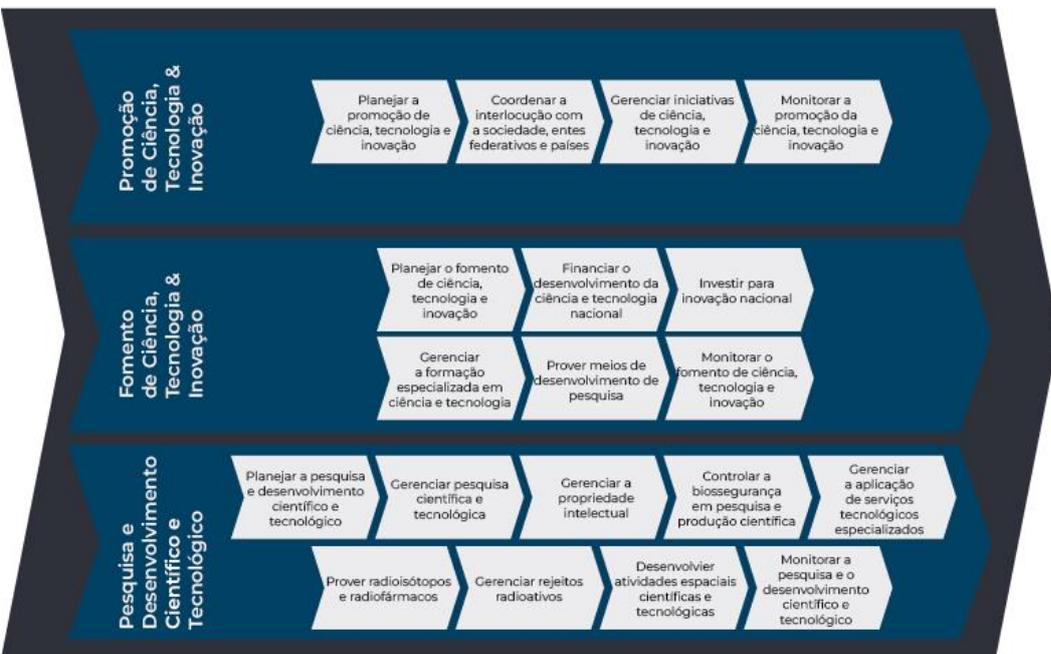 Promoção
de Ciência,
Tecnologia &
Inovação
Planejar a
promoção de
ciência, tecnologia e
inovação
Coordenar a
interlocução com
a sociedade, entes
federativos e países
Gerenciar iniciativas
de ciência,
tecnologia e
inovação
Monitorar a
promoção da
ciência, tecnologia e
inovação
Fomento
de Ciência,
Tecnologia &
Inovação
Planejar o fomento
de ciência,
tecnologia e
inovação
Financiar o
desenvolvimento da
ciência e tecnologia
nacional
Investir para
inovação nacional
Gerenciar
a formação
especializada em
ciência e tecnologia
Prover meios de
desenvolvimento de
pesquisa
Monitorar o
fomento de ciência,
tecnologia e
inovação
Pesquisa e
Desenvolvimento
Científico e
Tecnológico
Planejar a pesquisa
e desenvolvimento
científico e
tecnológico
Gerenciar pesquisa
científica e
tecnológica
Gerenciar a
propriedade
intelectual
Controlar a
biossegurança
em pesquisa e
produção científica
Gerenciar
a aplicação
de serviços
tecnológicos
especializados
Prover radioisótopos
e radiofármacos
Gerenciar rejeitos
radioativos
Desenvolvier
atividades espaciais
científicas e
tecnológicas
Monitorar a
pesquisa e o
desenvolvimento
científico e
tecnológico